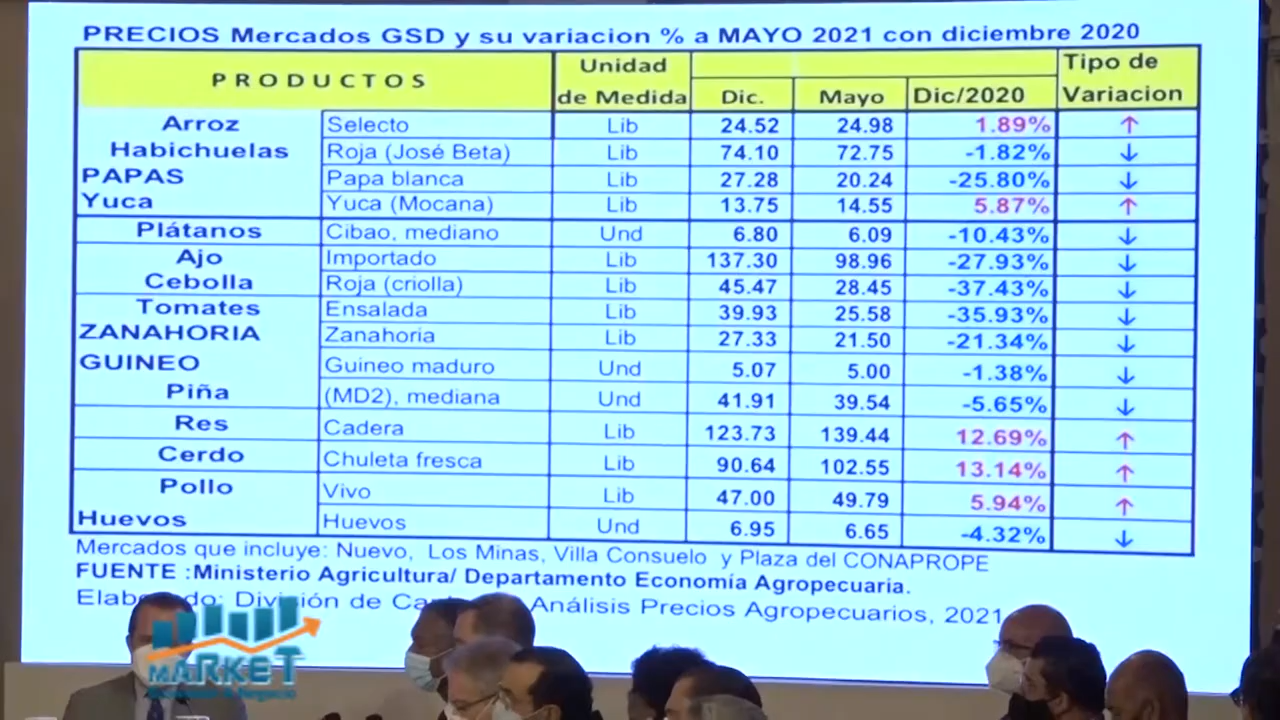 PRECIOS Mercados GSD y su variacion % a MAYO 2021 con diciembre 2020
PRODUCTOS Unidad de Medida Dic. Mayo Dic/2020 Tipo de Variacion
Arroz Selecto Lib 24.52 24.98 1.89% ↑
Habichuelas Roja (José Beta) Lib 74.10 72.75 -1.82% ↓
PAPAS Papa blanca Lib 27.28 20.24 -25.80% ↓
Yuca Yuca (Mocana) Lib 13.75 14.55 5.87% ↑
Plátanos Cibao, mediano Und 6.80 6.09 -10.43% ↓
Ajo Importado Lib 137.30 98.96 -27.93% ↓
Cebolla Roja (criolla) Lib 45.47 28.45 -37.43% ↓
Tomates Ensalada Lib 39.93 25.58 -35.93% ↓
ZANAHORIA Zanahoria Lib 27.33 21.50 -21.34% ↓
GUINEO Guineo maduro Und 5.07 5.00 -1.38% ↓
Piña (MD2), mediana Und 41.91 39.54 -5.65% ↓
Res Cadera Lib 123.73 139.44 12.69% ↑
Cerdo Chuleta fresca Lib 90.64 102.55 13.14% ↑
Pollo Vivo Lib 47.00 49.79 5.94% ↑
Huevos Huevos Und 6.95 6.65 -4.32% ↓
Mercados que incluye: Nuevo, Los Minas, Villa Consuelo y Plaza del CONAPROPE
FUENTE :Ministerio Agricultura/ Departamento Economía Agropecuaria.
División de Análisis Precios Agropecuarios, 2021
MARKET